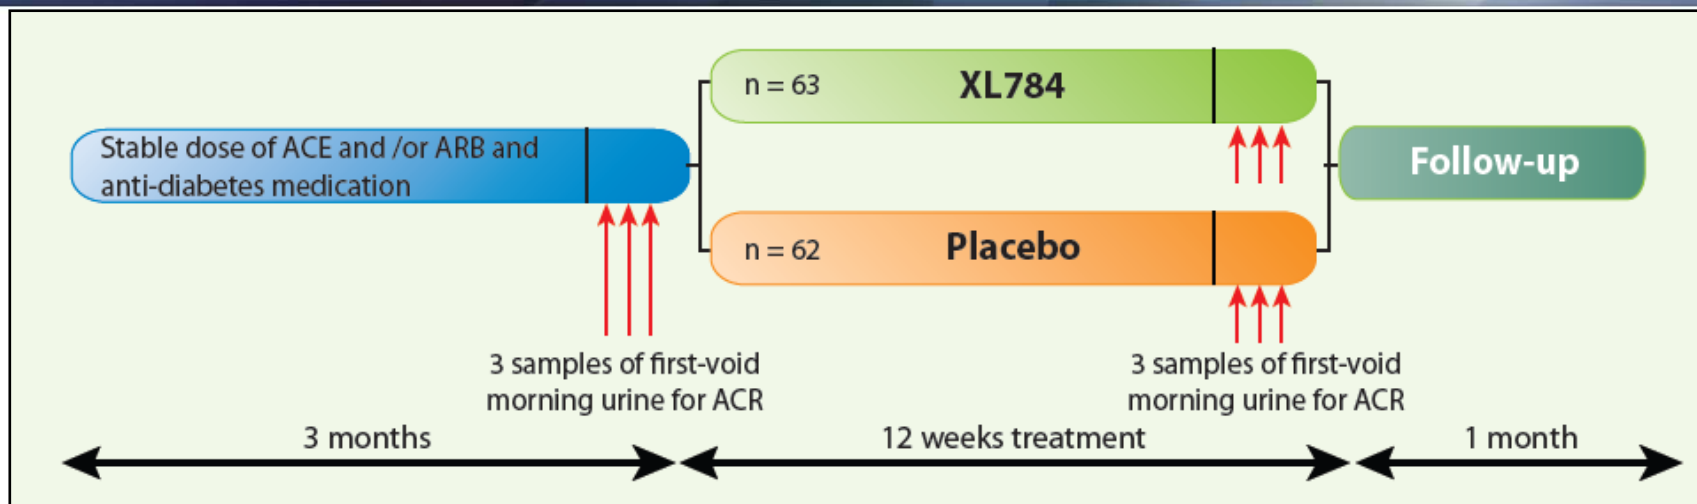 n = 63 XL784
Stable dose of ACE and /or ARB and
anti-diabetes medication
Follow-up
n = 62 Placebo
3 samples of first-void
morning urine for ACR
3 samples of first-void
morning urine for ACR
3 months
12 weeks treatment
1 month